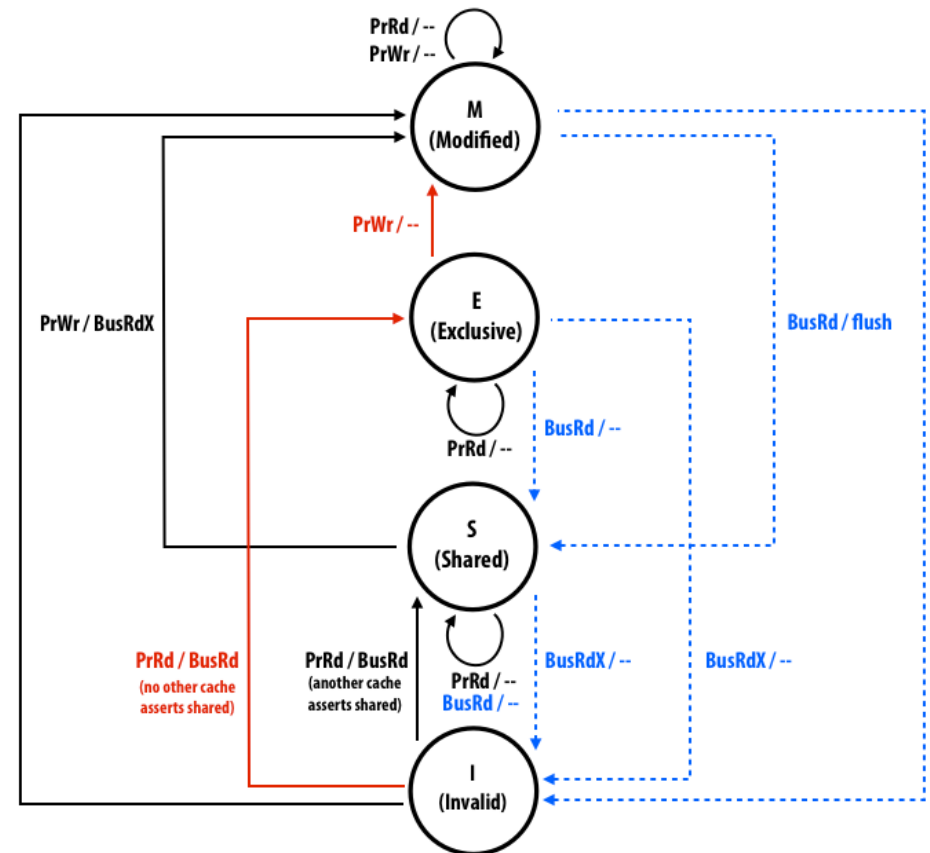 PrRd / --
PrWr / --
M
(Modified)
PrWr / --
E
(Exclusive)
PrWr / BusRdX
BusRd / flush
BusRd / --
PrRd / --
S
(Shared)
PrRd / BusRd
(no other cache
asserts shared)
PrRd / BusRd
(another cache
asserts shared)
PrRd / --
BusRd / --
BusRdX / --
BusRdX / --
I
(Invalid)